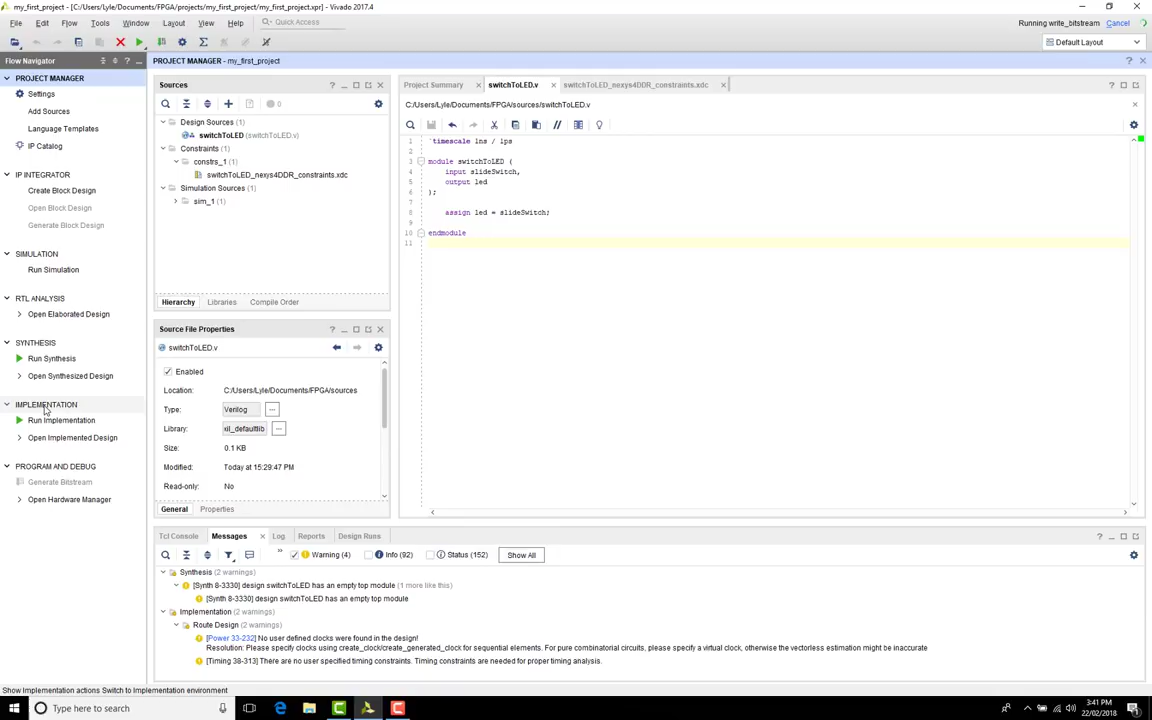 my_first_project - [C:/Users/Lyle/Documents/FPGA/projects/my_first_project/my_first_project.xpr] - Vivado 2017.4
File Edit Flow Tools Window Layout View Help Quick Access
Running write_bitstream Cancel
Default Layout
Flow Navigator
PROJECT MANAGER
Settings
Add Sources
Language Templates
IP Catalog
IP INTEGRATOR
Create Block Design
Open Block Design
Generate Block Design
SIMULATION
Run Simulation
RTL ANALYSIS
Open Elaborated Design
SYNTHESIS
Run Synthesis
Open Synthesized Design
IMPLEMENTATION
Run Implementation
Open Implemented Design
PROGRAM AND DEBUG
Generate Bitstream
Open Hardware Manager
PROJECT MANAGER - my_first_project
Sources
0
Design Sources (1)
switchToLED (switchToLED.v)
Constraints (1)
constrs_1 (1)
switchToLED_nexys4DDR_constraints.xdc
Simulation Sources (1)
sim_1 (1)
Hierarchy Libraries Compile Order
Source File Properties
switchToLED.v
Enabled
Location: C:/Users/Lyle/Documents/FPGA/sources
Type: Verilog ...
Library: xil_defaultlib ...
Size: 0.1 KB
Modified: Today at 15:29:47 PM
Read-only: No
General Properties
Project Summary switchToLED.v switchToLED_nexys4DDR_constraints.xdc
C:/Users/Lyle/Documents/FPGA/sources/switchToLED.v
1 `timescale 1ns / 1ps
2
3 module switchToLED (
4 input slideSwitch,
5 output led
6 );
7
8 assign led = slideSwitch;
9
10 endmodule
11
Tcl Console Messages Log Reports Design Runs
Warning (4) Info (92) Status (152) Show All
Synthesis (2 warnings)
[Synth 8-3330] design switchToLED has an empty top module (1 more like this)
[Synth 8-3330] design switchToLED has an empty top module
Implementation (2 warnings)
Route Design (2 warnings)
[Power 33-232] No user defined clocks were found in the design!
Resolution: Please specify clocks using create_clock/create_generated_clock for sequential elements. For pure combinatorial circuits, please specify a virtual clock, otherwise the vectorless estimation might be inaccurate
[Timing 38-313] There are no user specified timing constraints. Timing constraints are needed for proper timing analysis.
Show Implementation actions Switch to Implementation environment
Type here to search
3:41 PM
22/02/2018